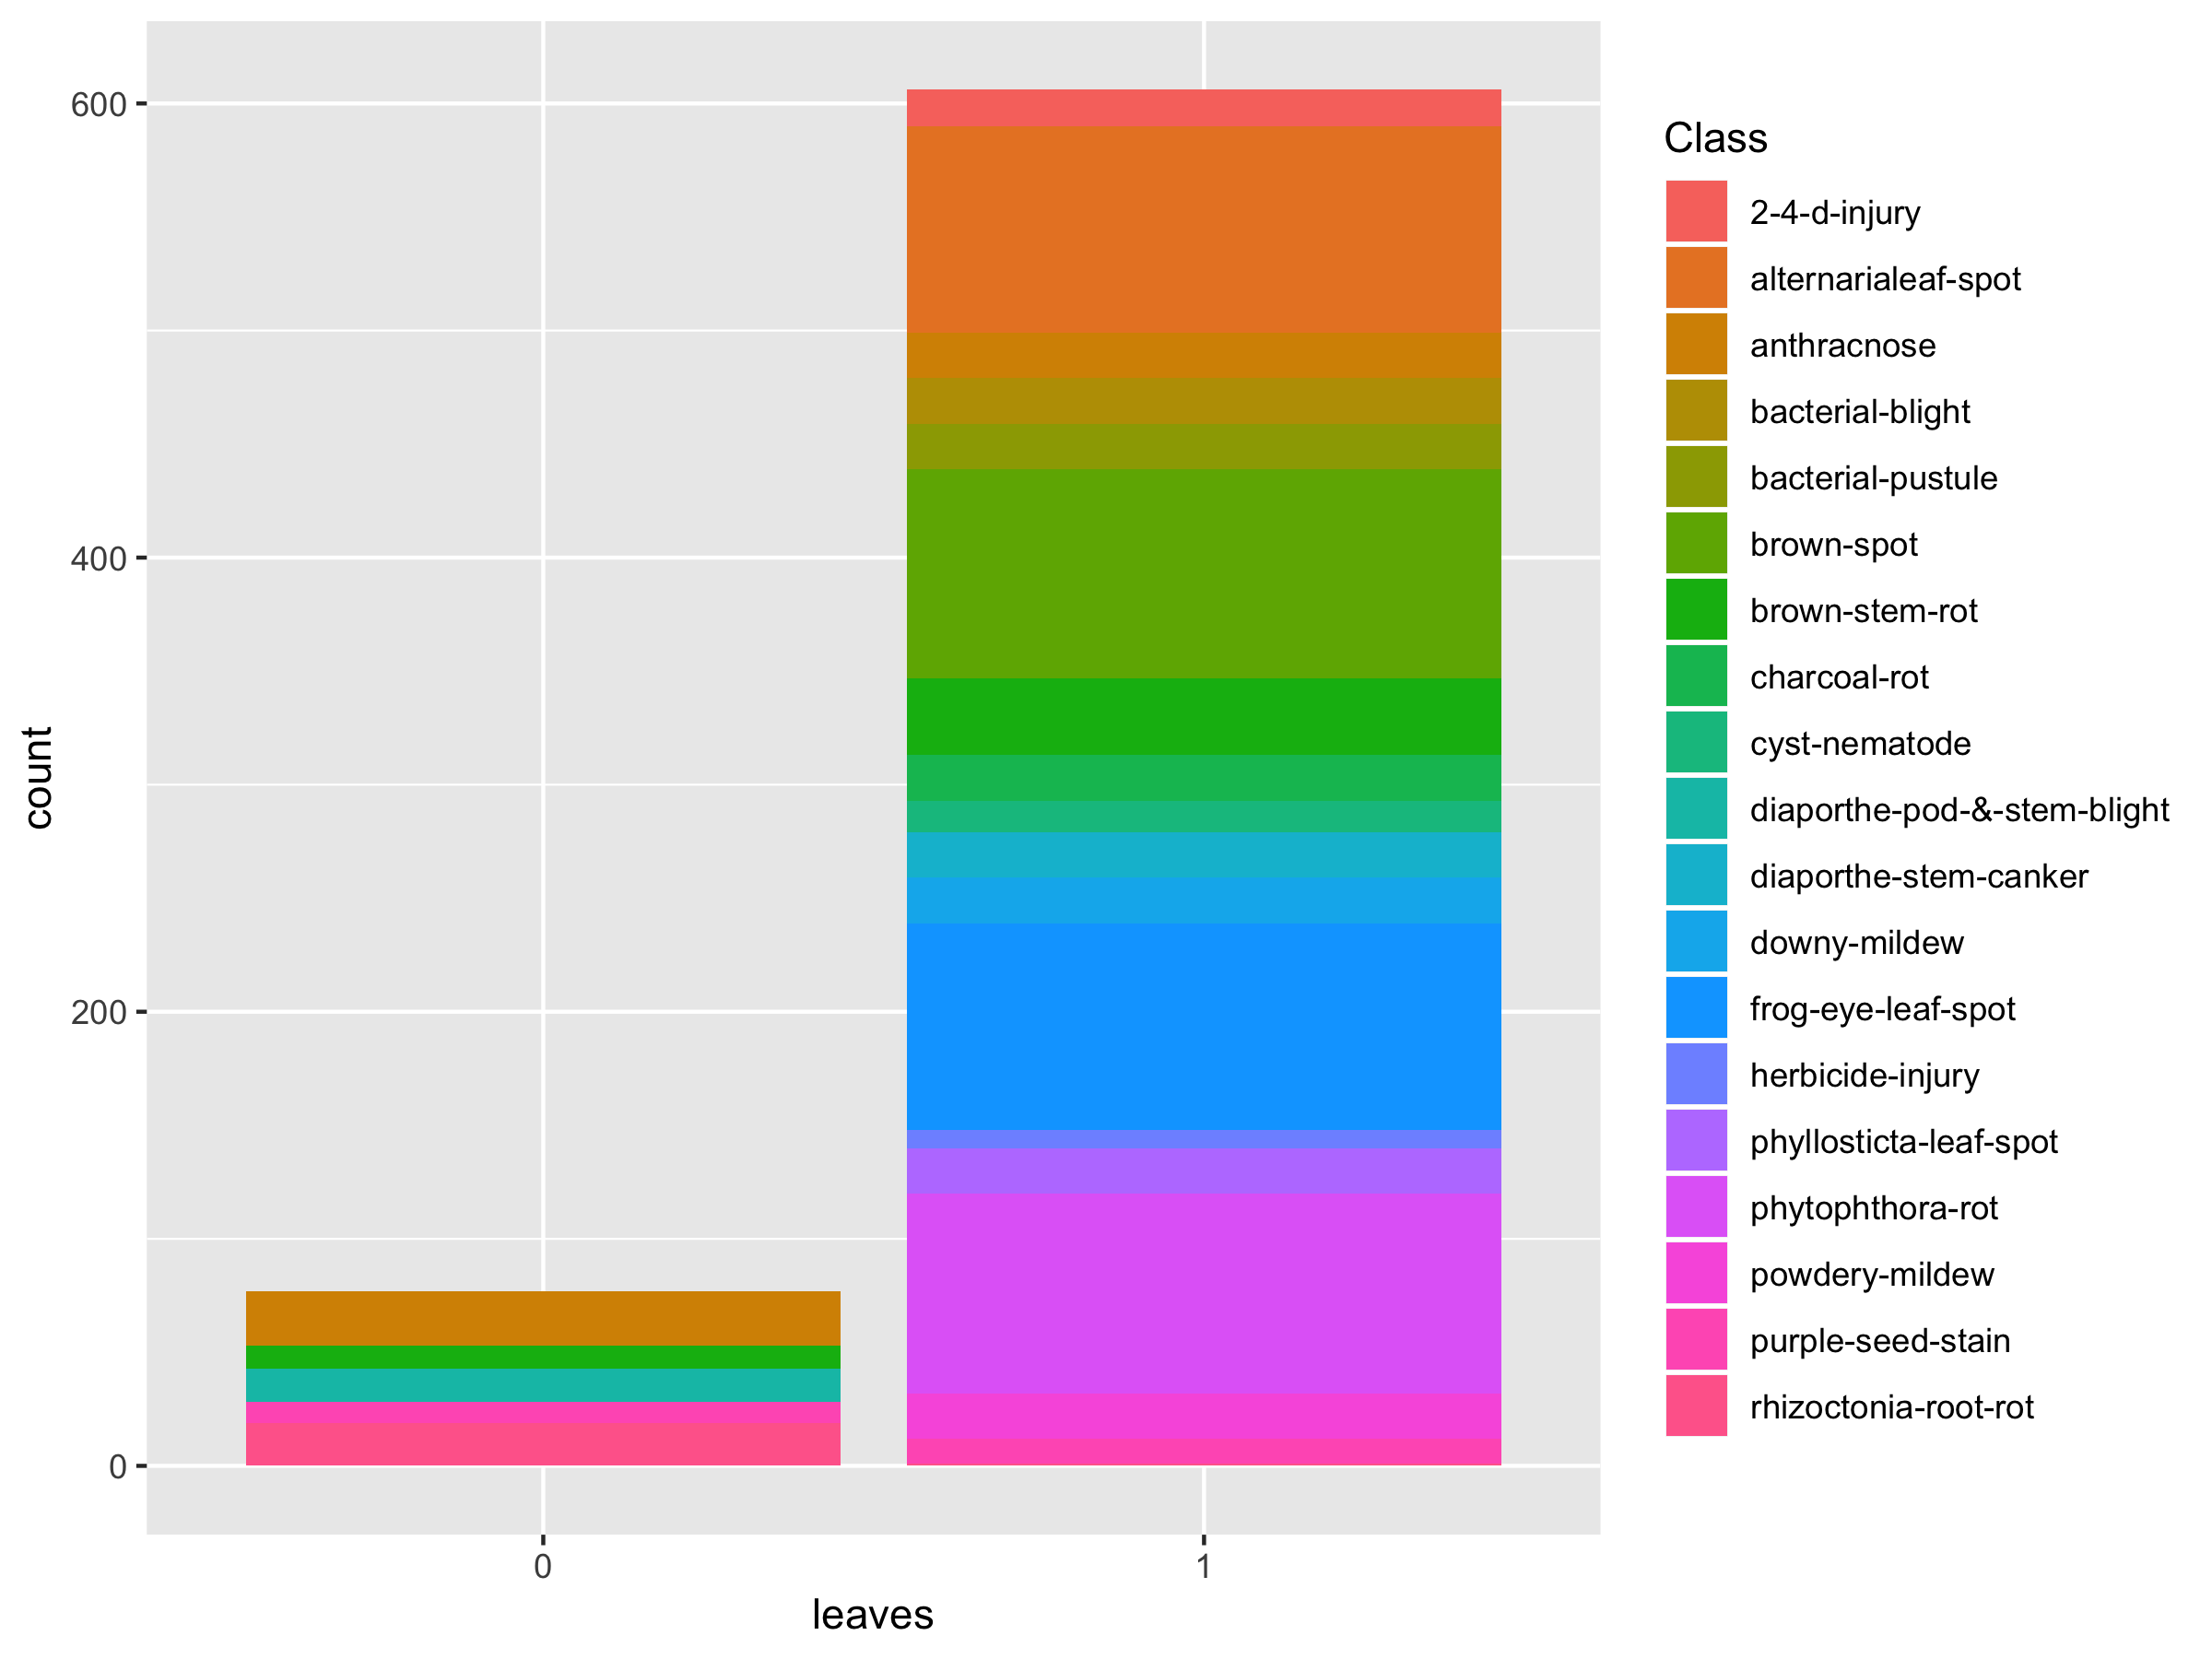 600
400
200
0
count
0
1
leaves
Class
2-4-d-injury
alternarialeaf-spot
anthracnose
bacterial-blight
bacterial-pustule
brown-spot
brown-stem-rot
charcoal-rot
cyst-nematode
diaporthe-pod-&-stem-blight
diaporthe-stem-canker
downy-mildew
frog-eye-leaf-spot
herbicide-injury
phyllosticta-leaf-spot
phytophthora-rot
powdery-mildew
purple-seed-stain
rhizoctonia-root-rot